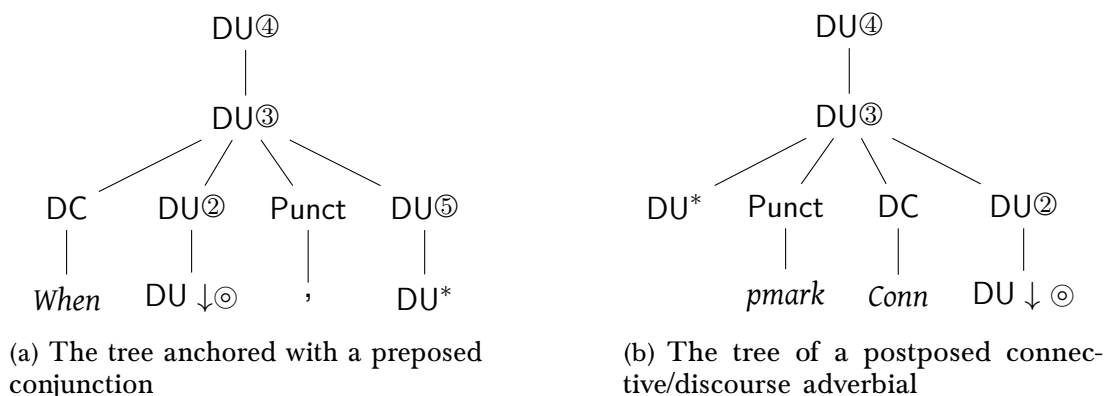 DU④ DU④
DU③ DU③
DC DU② Punct DU⑤ DU* Punct DC DU②
When DU ↓◎ , DU* pmark Conn DU ↓ ◎
(a) The tree anchored with a preposed
conjunction
(b) The tree of a postposed connec-
tive/discourse adverbial